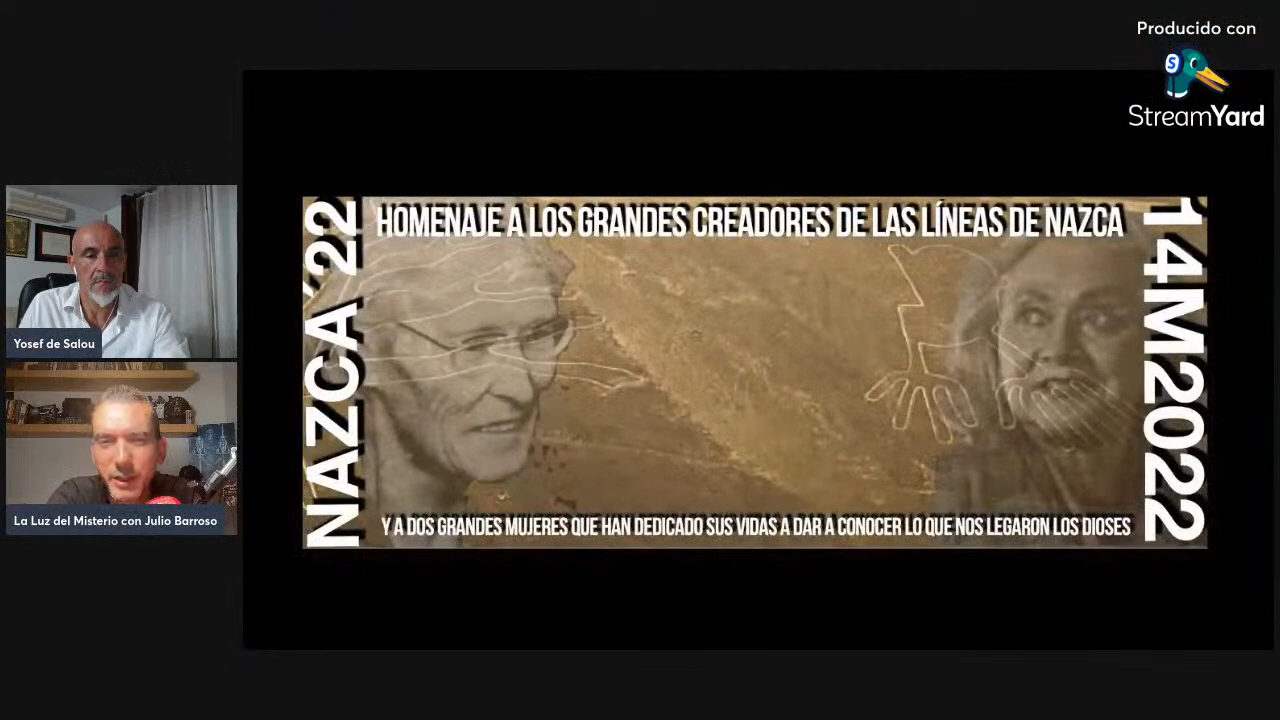 Producido con
StreamYard
NAZCA '22
HOMENAJE A LOS GRANDES CREADORES DE LAS LÍNEAS DE NAZCA
14M2022
Y A DOS GRANDES MUJERES QUE HAN DEDICADO SUS VIDAS A DAR A CONOCER LO QUE NOS LEGARON LOS DIOSES
Yosef de Salou
La Luz del Misterio con Julio Barroso